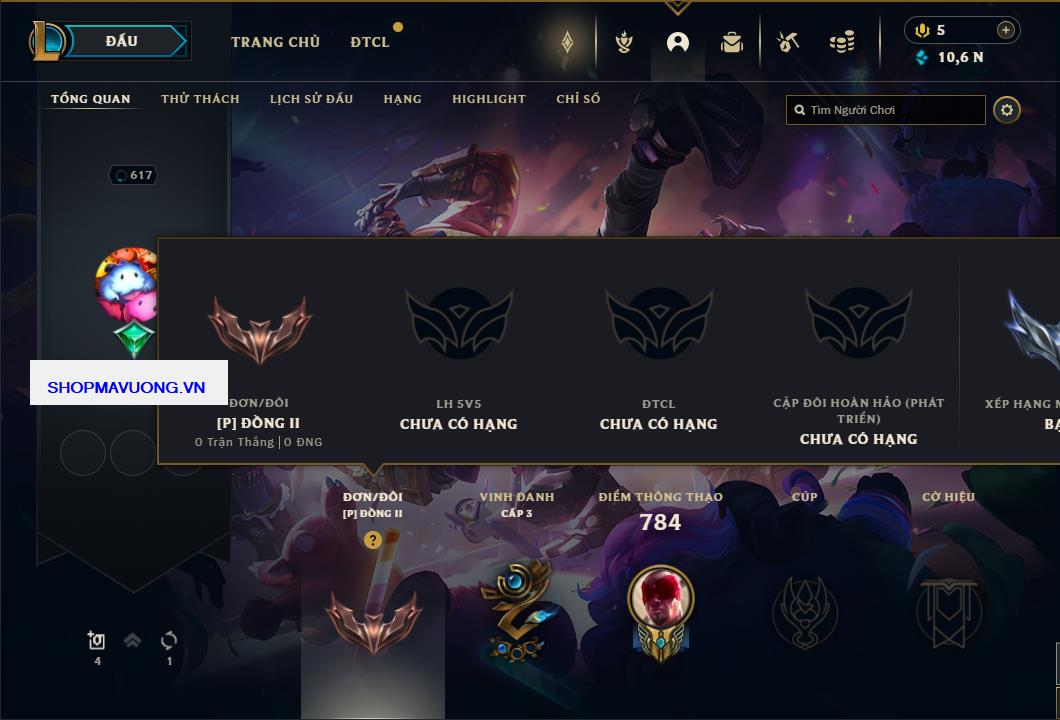 ĐẤU
TRANG CHỦ
ĐTCL
5
10,6 N
TỔNG QUAN
THỬ THÁCH
LỊCH SỬ ĐẤU
HẠNG
HIGHLIGHT
CHỈ SỐ
Tìm Người Chơi
617
SHOPMAVUONG.VN
ĐƠN/ĐÔI
[P] ĐỒNG II
0 Trận Thắng | 0 ĐNG
LH 5V5
CHƯA CÓ HẠNG
ĐTCL
CHƯA CÓ HẠNG
CẶP ĐÔI HOÀN HẢO (PHÁT
TRIỂN)
CHƯA CÓ HẠNG
XẾP HẠNG
ĐƠN/ĐÔI
[P] ĐỒNG II
?
VINH DANH
CẤP 3
ĐIỂM THÔNG THẠO
784
CÚP
CỜ HIỆU
4
1